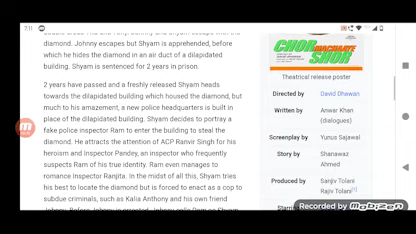 7:11
diamond. Johnny escapes but Shyam is apprehended, before
which he hides the diamond in an air duct of a dilapidated
building. Shyam is sentenced for 2 years in prison.
2 years have passed and a freshly released Shyam heads
towards the dilapidated building which housed the diamond, but
much to his amazement, a new police headquarters is built in
place of the dilapidated building. Shyam decides to portray a
fake police inspector Ram to enter the building to steal the
diamond. He attracts the attention of ACP Ranvir Singh for his
heroism and Inspector Pandey, an inspector who frequently
suspects Ram of his true identity. Ram even manages to
romance Inspector Ranjita. In the midst of all this, Shyam tries
his best to locate the diamond but is forced to enact as a cop to
subdue criminals, such as Kalia Anthony and his own friend
CHOR
MACHAAYE
SHOR
Theatrical release poster
Directed by David Dhawan
Written by Anwar Khan
(dialogues)
Screenplay by Yunus Sajawal
Story by Shanawaz
Ahmed
Produced by Sanjiv Tolani
Rajiv Tolani
Recorded by MOBIZEN